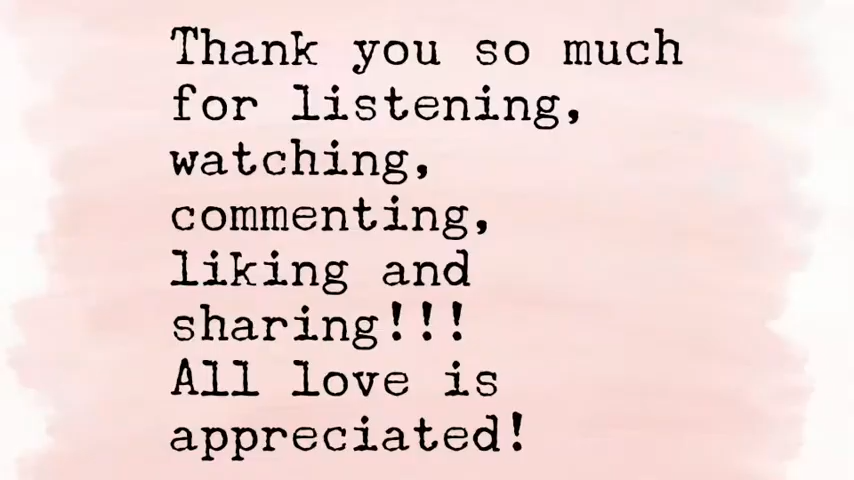 Thank you so much
for listening,
watching,
commenting,
liking and
sharing!!!
All love is
appreciated!